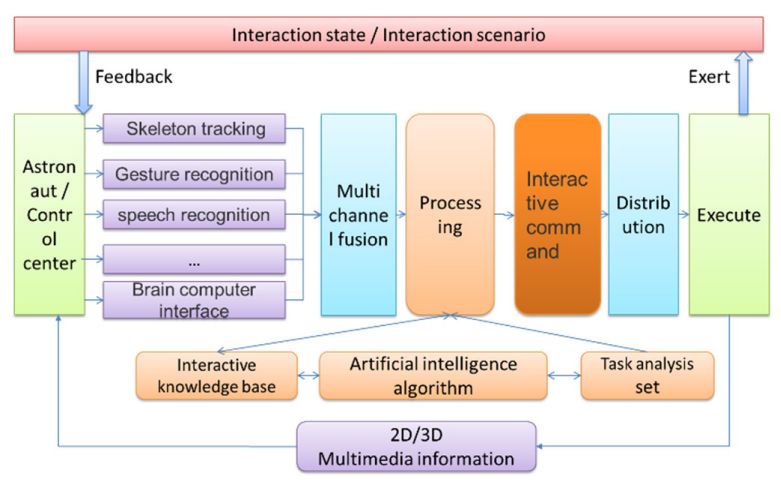 Interaction state / Interaction scenario
Feedback
Exert
Astron
aut /
Contr
ol
center
Skeleton tracking
Gesture recognition
speech recognition
...
Brain computer
interface
Multi
channe
l fusion
Process
ing
Interac
tive
comm
and
Distrib
ution
Execute
Interactive
knowledge base
Artificial intelligence
algorithm
Task analysis
set
2D/3D
Multimedia information